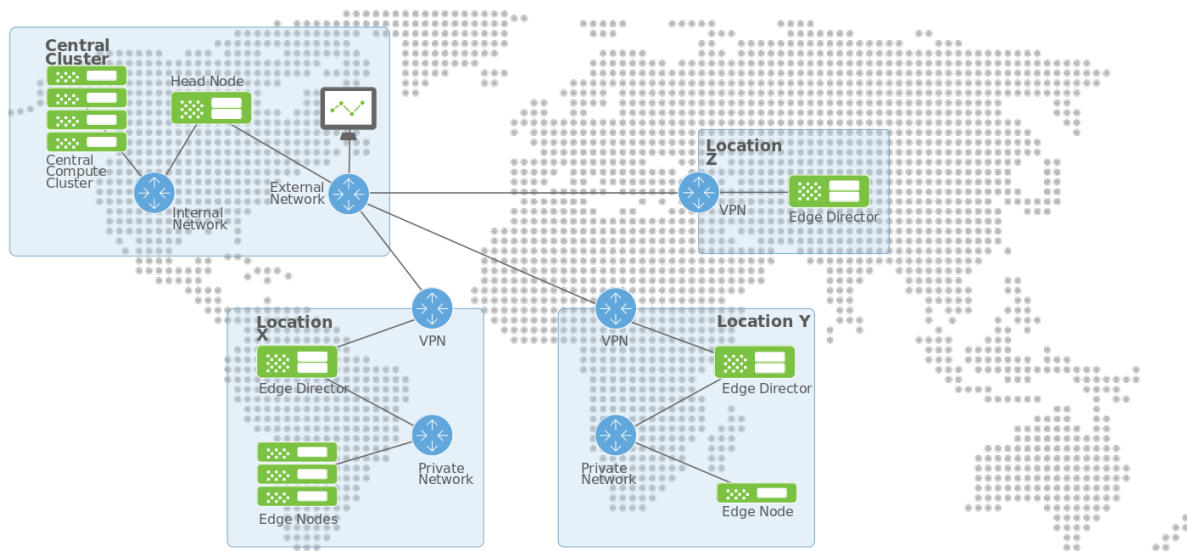 Central
Cluster
Head Node
Central
Compute
Cluster
Internal
Network
External
Network
Location
Z
VPN
Edge Director
Location
X
VPN
Edge Director
Private
Network
Edge Nodes
Location Y
VPN
Edge Director
Private
Network
Edge Node